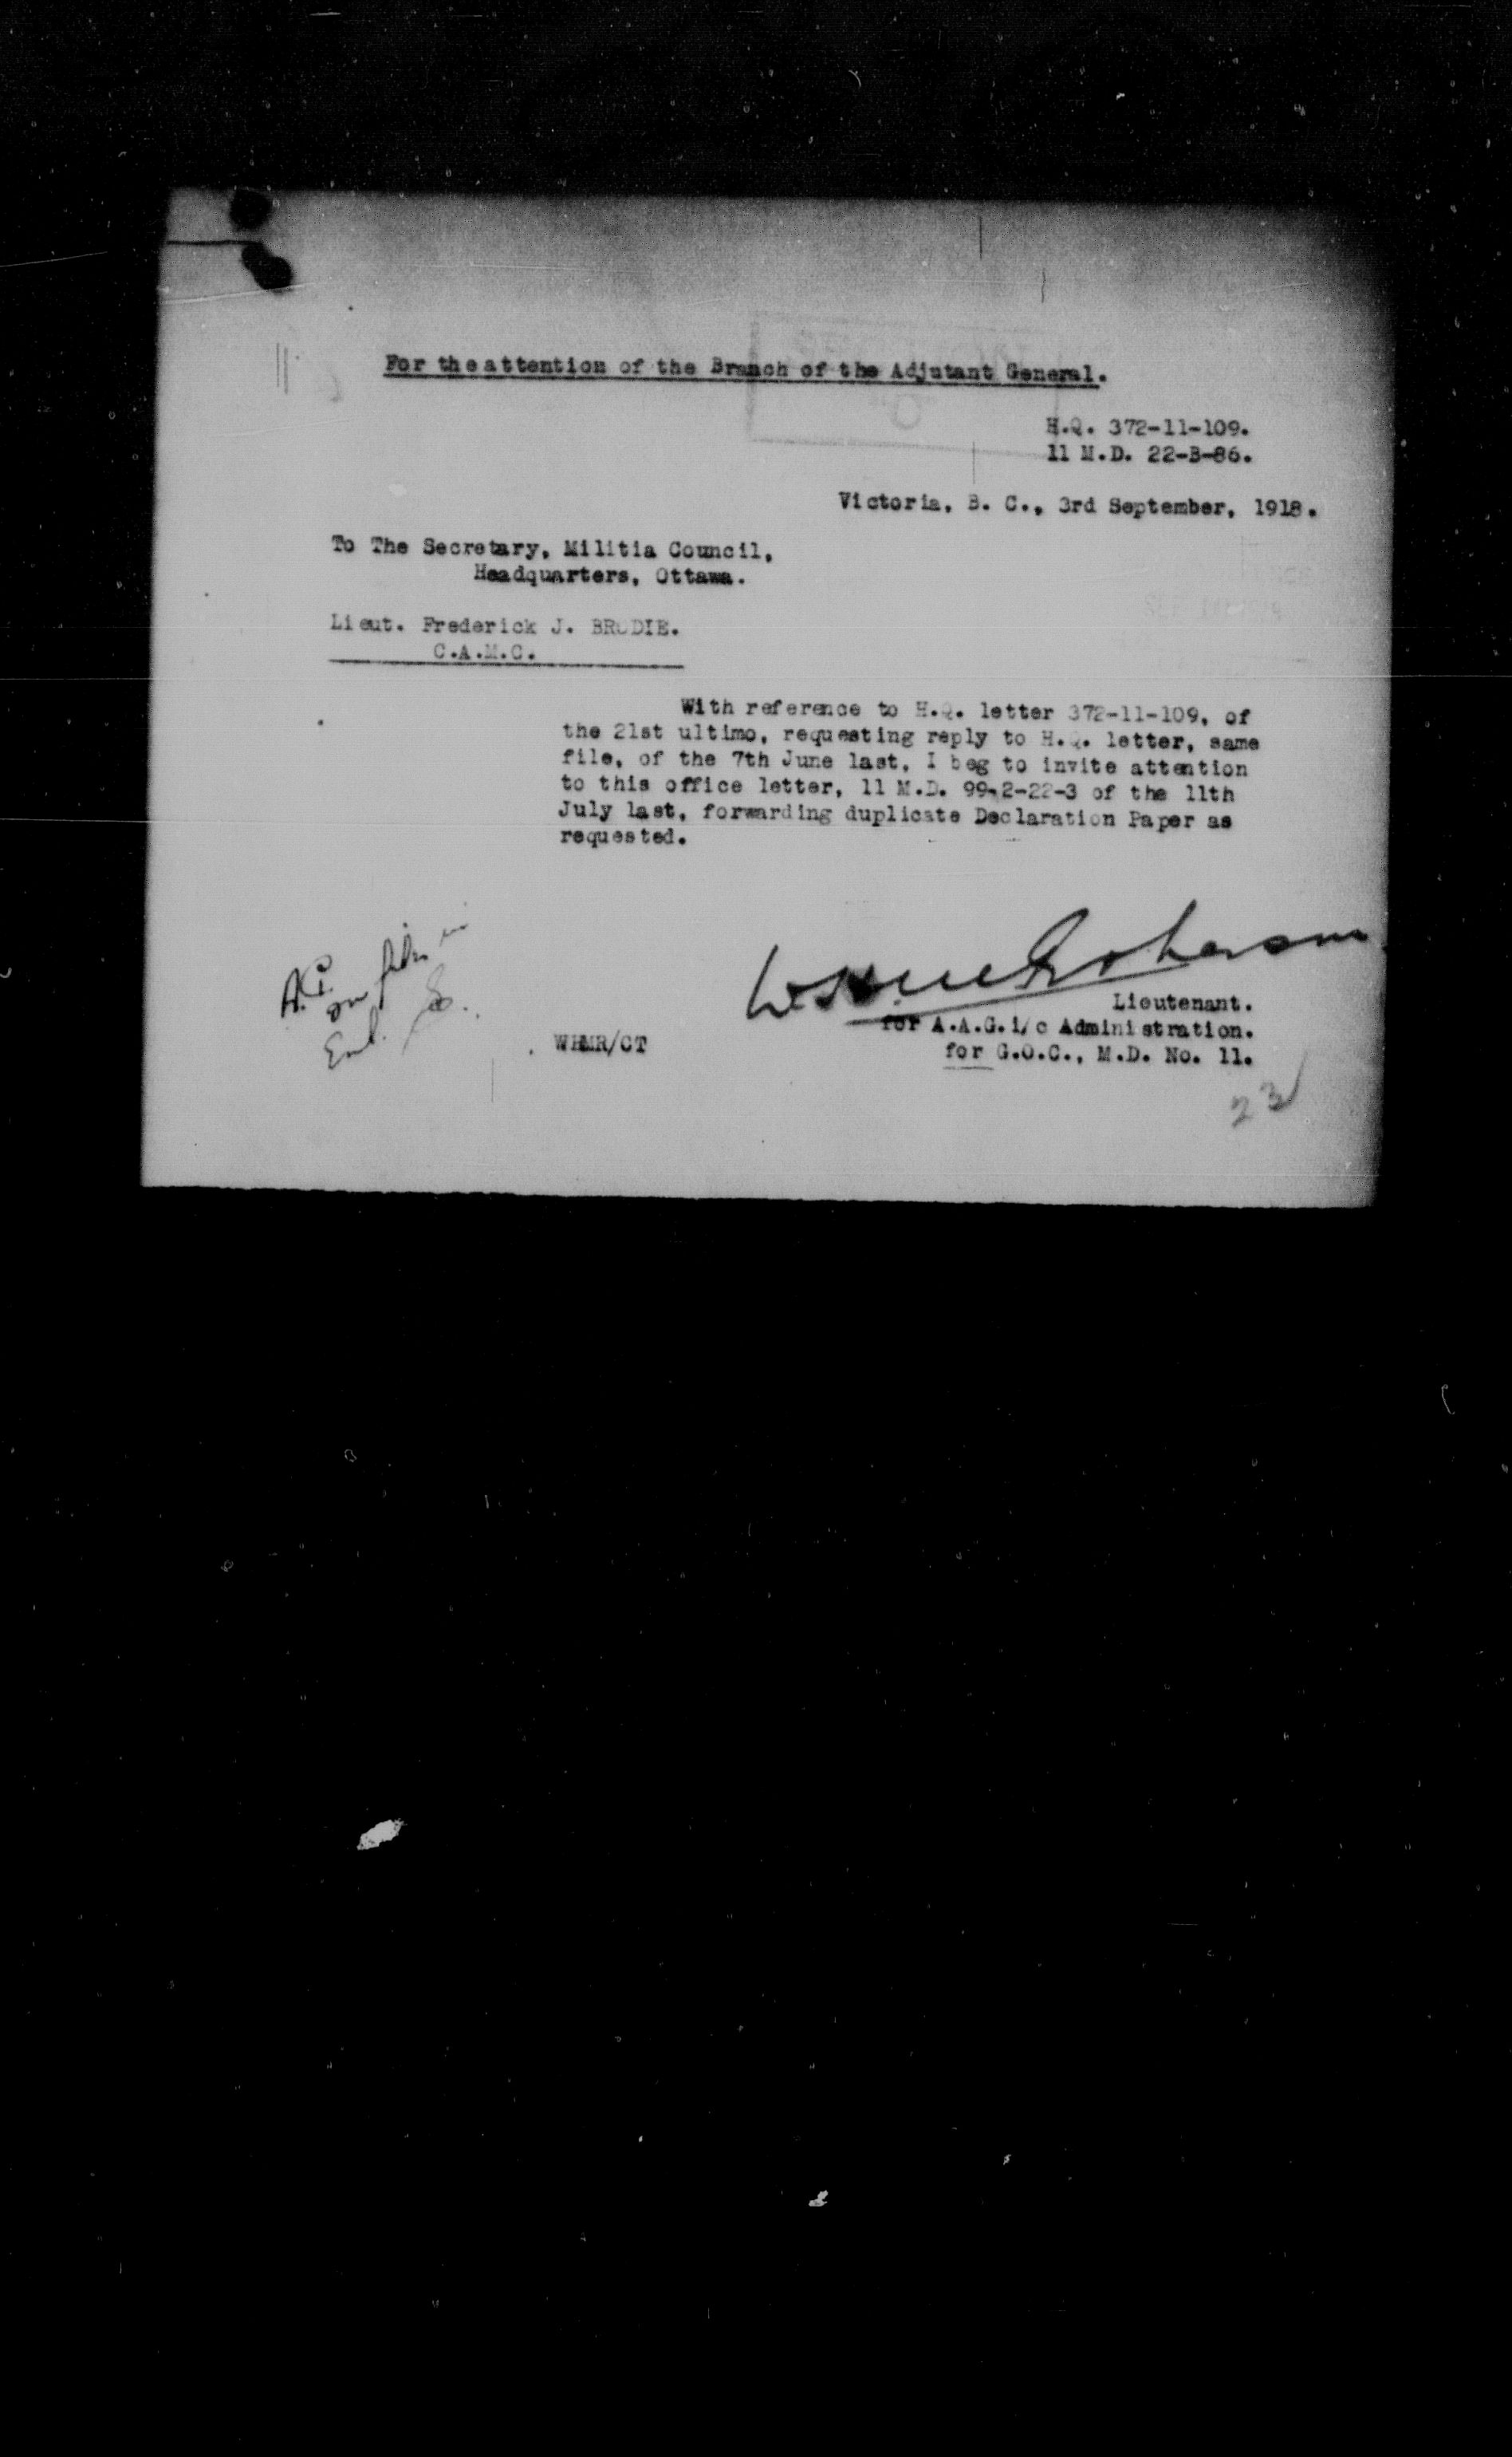 For the attention of the Branch of the Adjutant General.
H.Q. 372-11-109.
11 M.D. 22-B-86.
Victoria, B. C., 3rd September, 1918.
To The Secretary, Militia Council,
Headquarters, Ottawa.
Lieut. Frederick J. BRODIE.
C.A.M.C.
With reference to H.Q. letter 372-11-109, of
the 21st ultimo, requesting reply to H.Q. letter, same
file, of the 7th June last, I beg to invite attention
to this office letter, 11 M.D. 99-2-22-3 of the 11th
July last, forwarding duplicate Declaration Paper as
requested.
Lieutenant.
for A.A.G. i/c Administration.
WHMR/CT
for G.O.C., M.D. No. 11.
23